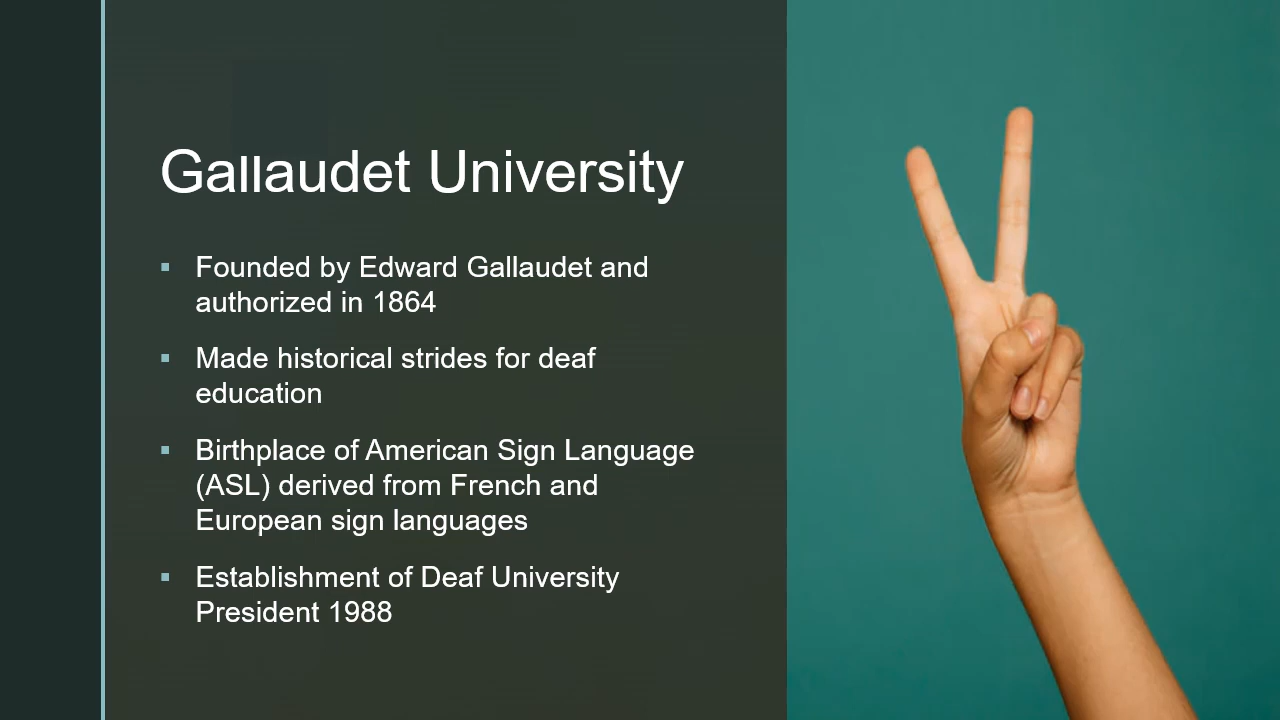 Gallaudet University
▪ Founded by Edward Gallaudet and
authorized in 1864
▪ Made historical strides for deaf
education
▪ Birthplace of American Sign Language
(ASL) derived from French and
European sign languages
▪ Establishment of Deaf University
President 1988